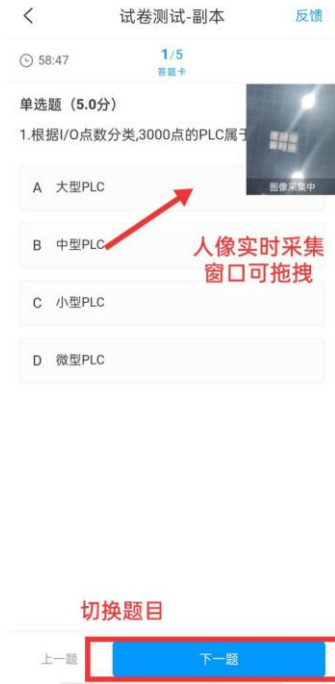 试卷测试-副本
反馈
58:47
1/5
答题卡
单选题（5.0分）
1.根据I/O点数分类,3000点的PLC属于
图像采集中
A 大型PLC
B 中型PLC
人像实时采集
窗口可拖拽
C 小型PLC
D 微型PLC
切换题目
上一题
下一题